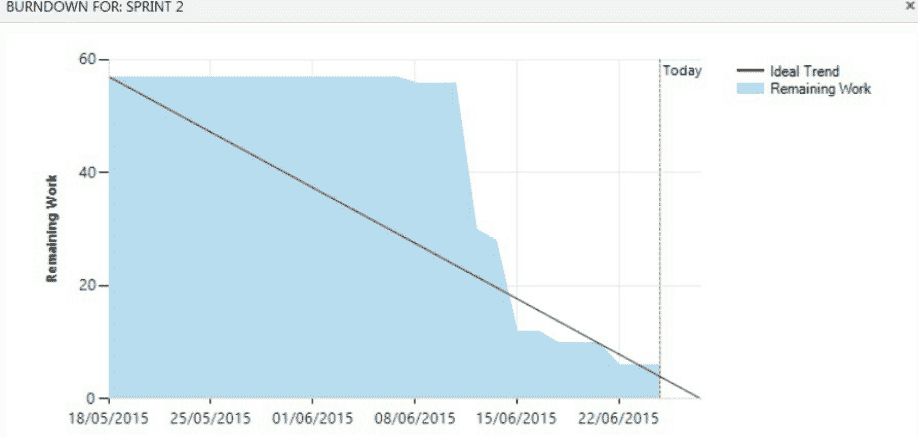 BURNDOWN FOR: SPRINT 2 ×
60
Today
Ideal Trend
Remaining Work
40
Remaining Work
20
0
18/05/2015 25/05/2015 01/06/2015 08/06/2015 15/06/2015 22/06/2015